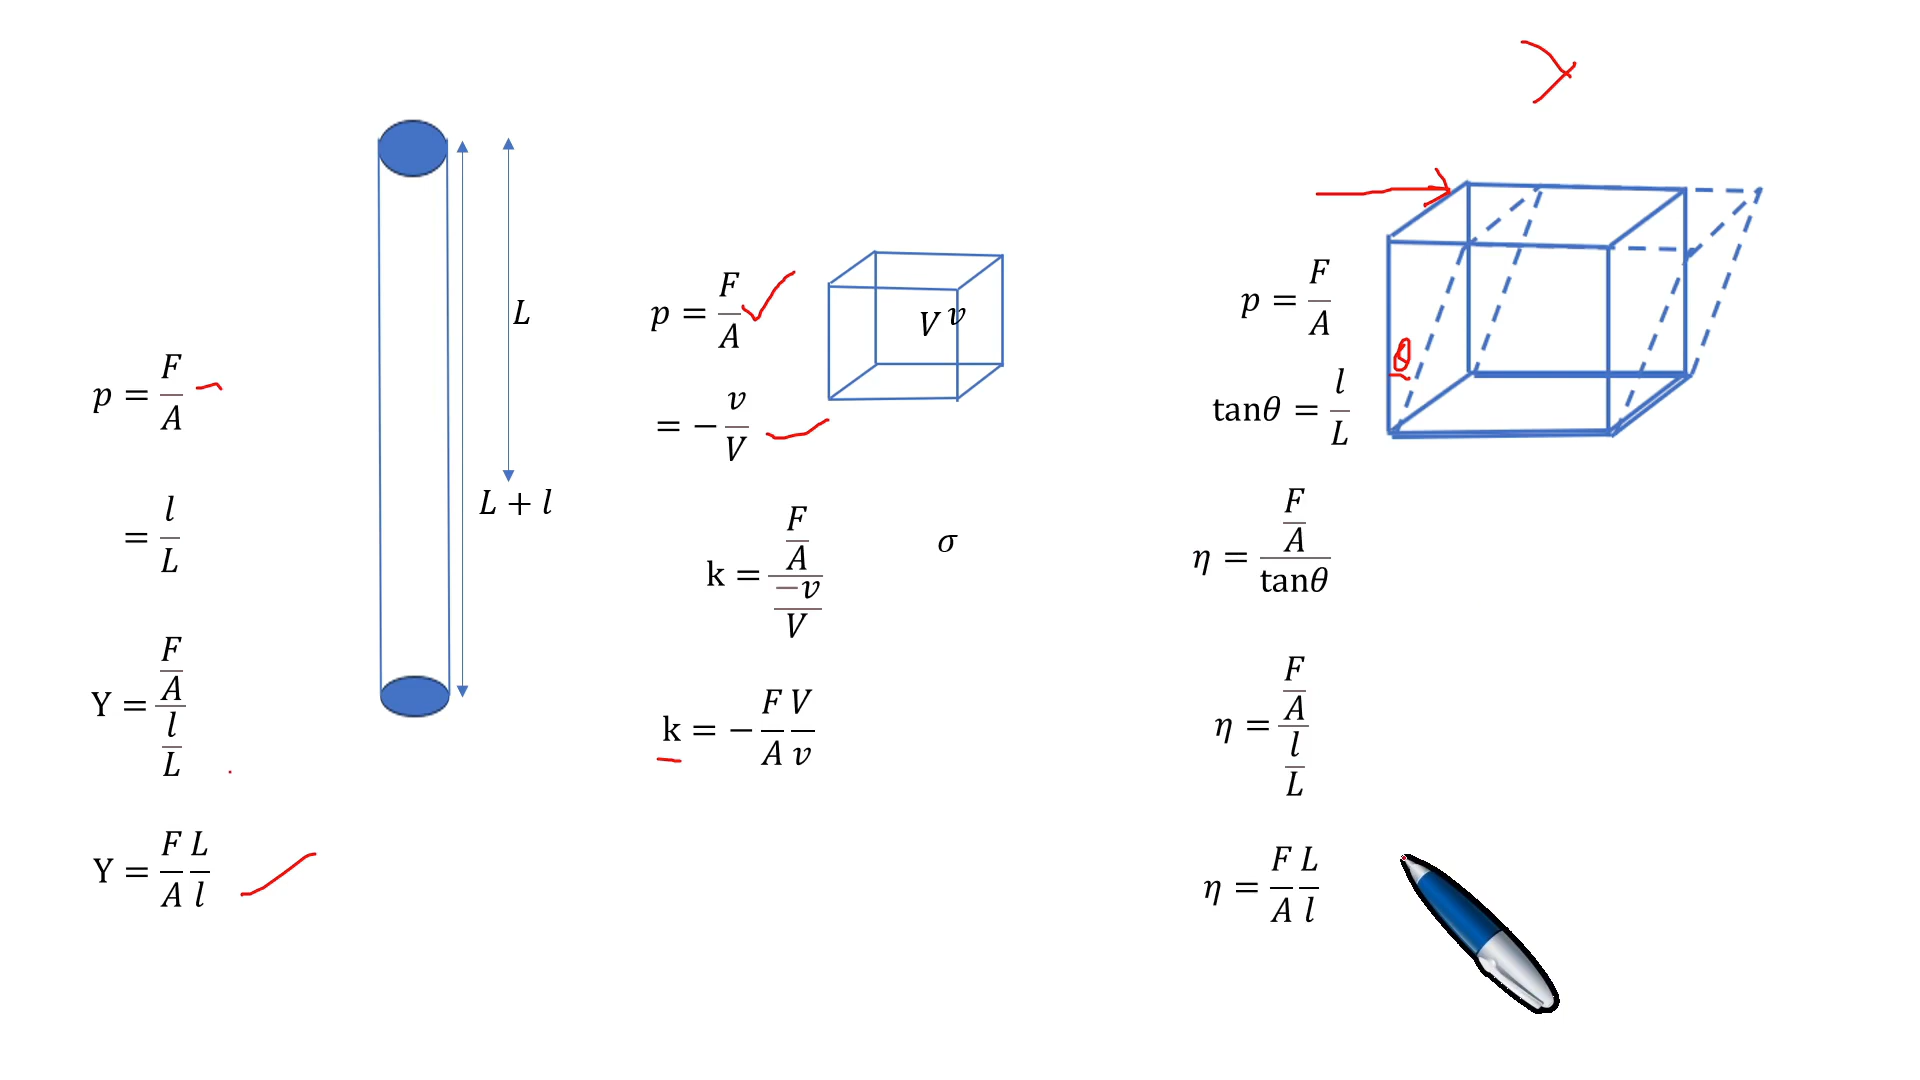 p = F/A
= l/L
Y = (F/A)/(l/L)
Y = F/A L/l
L
L + l
p = F/A
= −v/V
k = (F/A)/(−v/V)
k = −F/A V/v
V v
σ
p = F/A
tanθ = l/L
η = (F/A)/tanθ
η = (F/A)/(l/L)
η = F/A L/l
θ